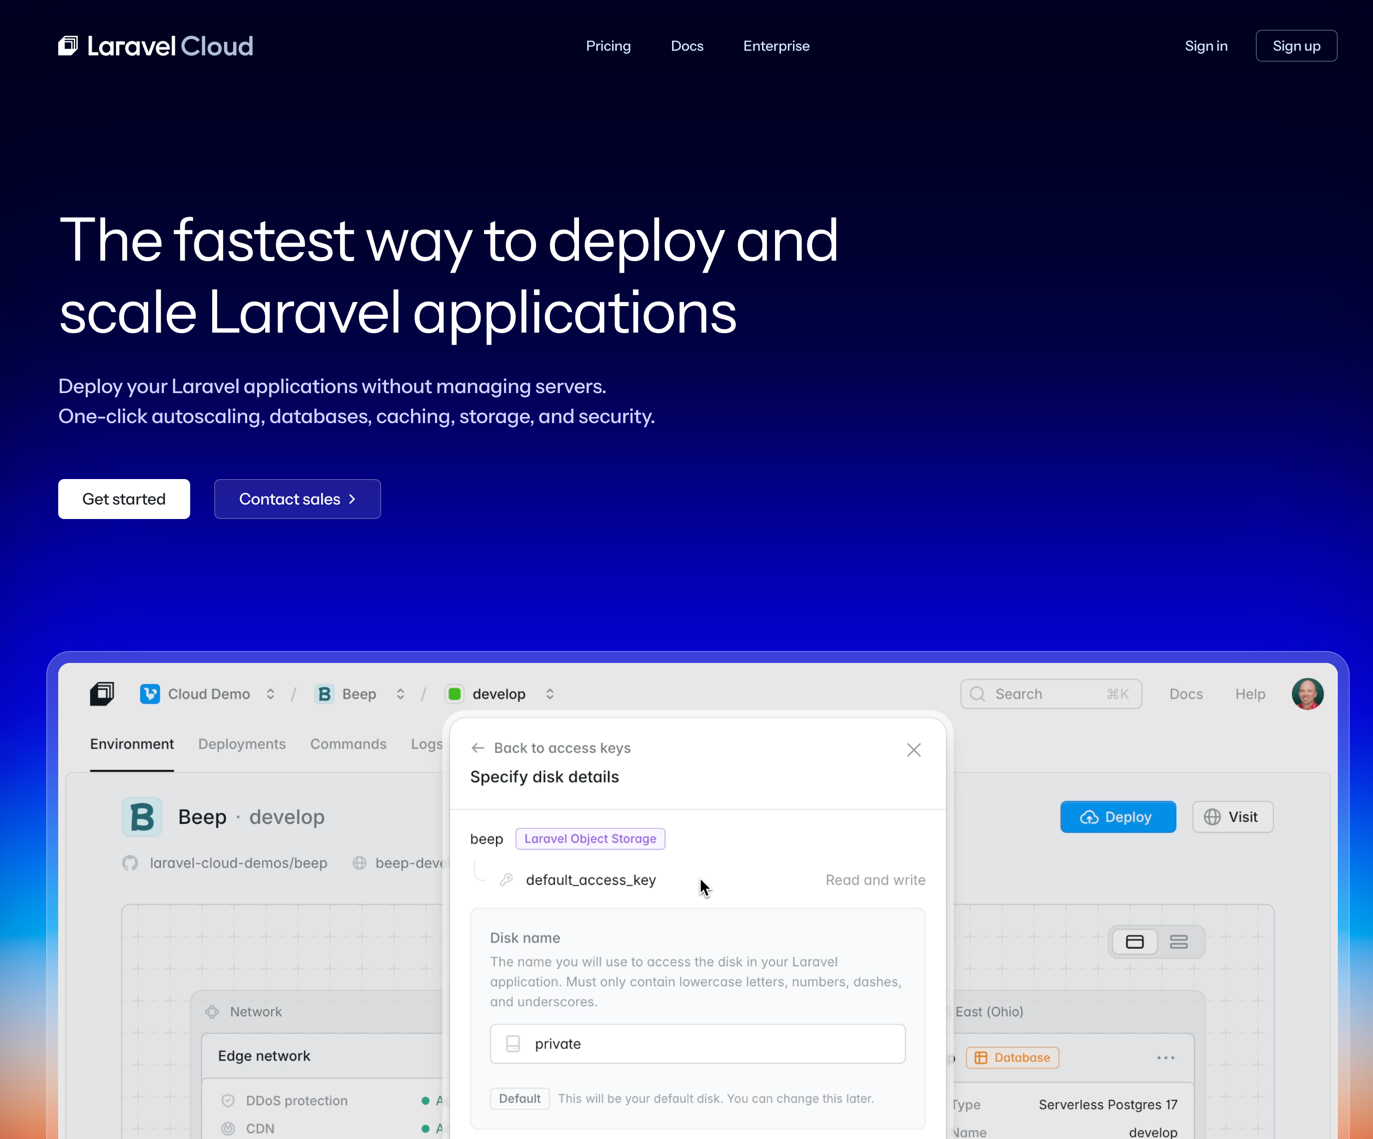 Laravel Cloud
Pricing
Docs
Enterprise
Sign in
Sign up
The fastest way to deploy and
scale Laravel applications
Deploy your Laravel applications without managing servers.
One-click autoscaling, databases, caching, storage, and security.
Get started
Contact sales
Cloud Demo / Beep / develop
Search ⌘K
Docs
Help
Environment
Deployments
Commands
Logs
Back to access keys
Specify disk details
B Beep · develop
Deploy
Visit
laravel-cloud-demos/beep
beep-deve
beep Laravel Object Storage
default_access_key Read and write
Disk name
The name you will use to access the disk in your Laravel
application. Must only contain lowercase letters, numbers, dashes,
and underscores.
private
Default This will be your default disk. You can change this later.
Network
Edge network
DDoS protection
CDN
East (Ohio)
Database
Type Serverless Postgres 17
Name develop